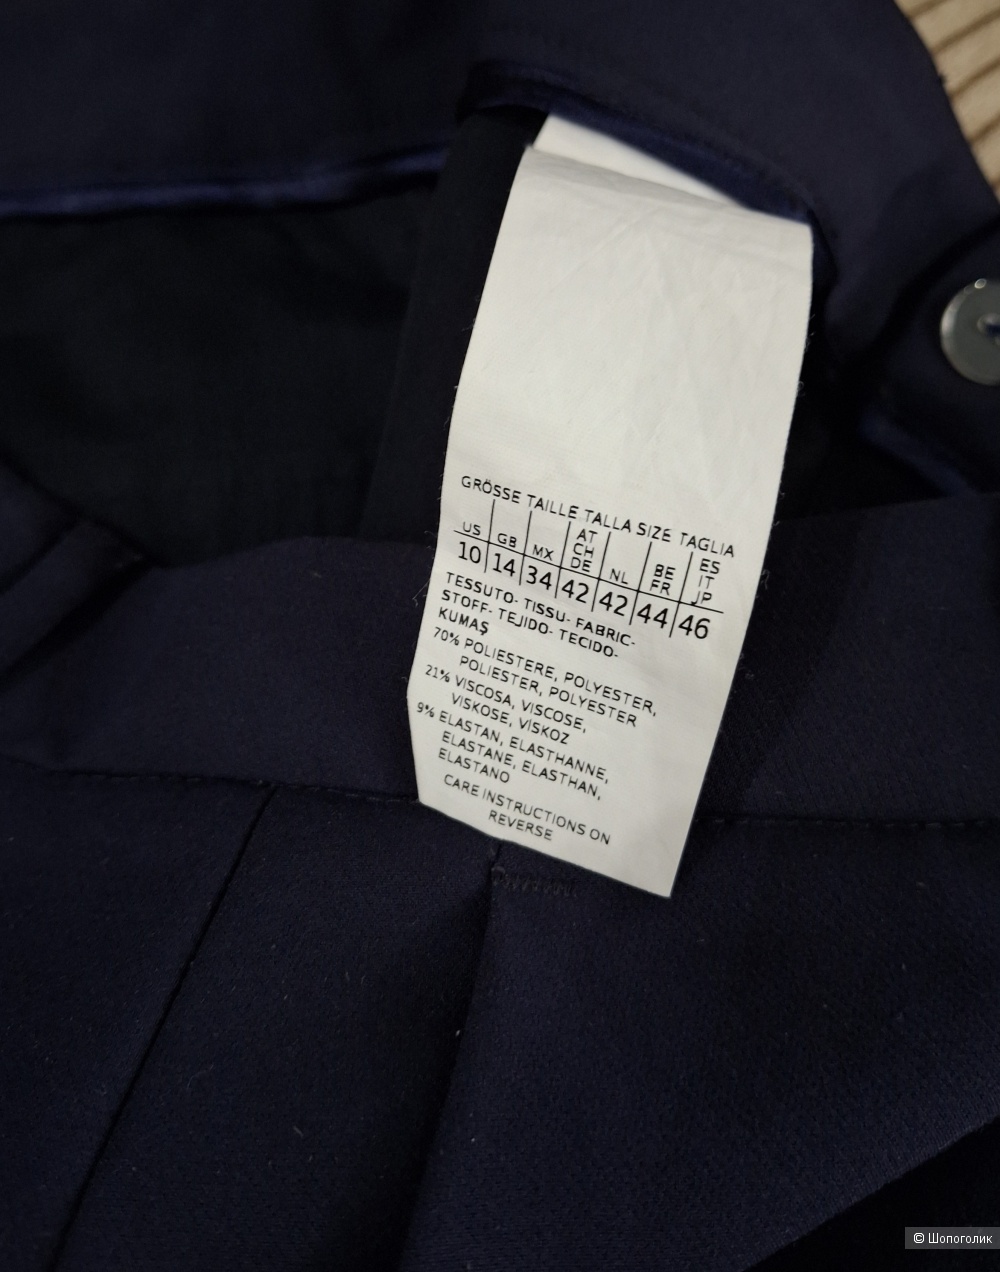 GRÖSSE TAILLE TALLA SIZE TAGLIA
US GB MX AT CH DE NL BE FR ES IT JP
10 14 34 42 42 44 46
TESSUTO- TISSU- FABRIC-
STOFF- TEJIDO- TECIDO-
KUMAŞ
70% POLIESTERE, POLYESTER,
POLIESTER, POLYESTER
21% VISCOSA, VISCOSE,
VISKOSE, VİSKOZ
9% ELASTAN, ELASTHANNE,
ELASTANE, ELASTHAN,
ELASTANO
CARE INSTRUCTIONS ON
REVERSE
© Шопоголик